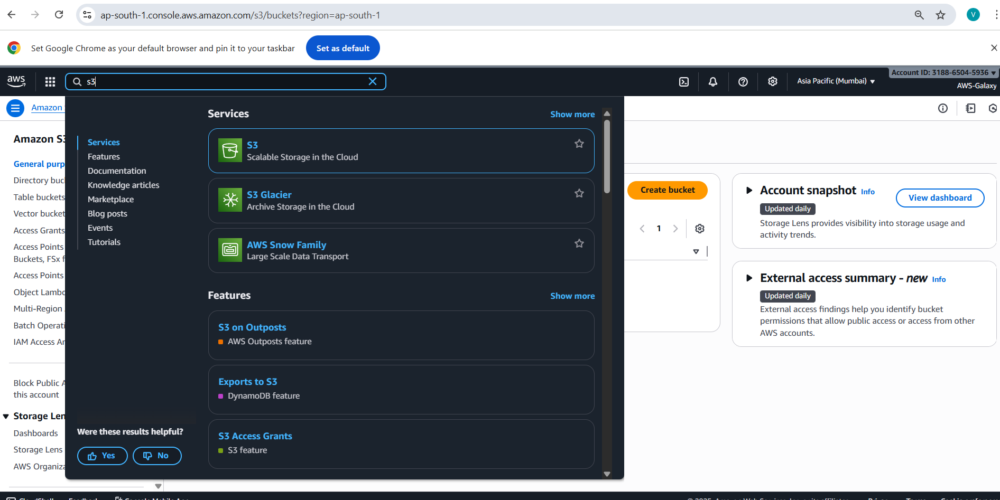 ap-south-1.console.aws.amazon.com/s3/buckets?region=ap-south-1
V
Set Google Chrome as your default browser and pin it to your taskbar
Set as default
aws
s3
Asia Pacific (Mumbai)
Account ID: 3188-6504-5936
AWS-Galaxy
Amazon
Amazon S3
General purp
Directory buc
Table buckets
Vector bucket
Access Grants
Access Points
Buckets, FSx f
Access Points
Object Lambd
Multi-Region
Batch Operati
IAM Access An
Block Public A
this account
Storage Len
Dashboards
Storage Lens
AWS Organiza
Services
Features
Documentation
Knowledge articles
Marketplace
Blog posts
Events
Tutorials
Were these results helpful?
Yes
No
Services
Show more
S3
Scalable Storage in the Cloud
S3 Glacier
Archive Storage in the Cloud
AWS Snow Family
Large Scale Data Transport
Features
Show more
S3 on Outposts
AWS Outposts feature
Exports to S3
DynamoDB feature
S3 Access Grants
S3 feature
Create bucket
1
Account snapshot Info
View dashboard
Updated daily
Storage Lens provides visibility into storage usage and
activity trends.
External access summary - new Info
Updated daily
External access findings help you identify bucket
permissions that allow public access or access from other
AWS accounts.
CloudShell
Feedback
Console Mobile App